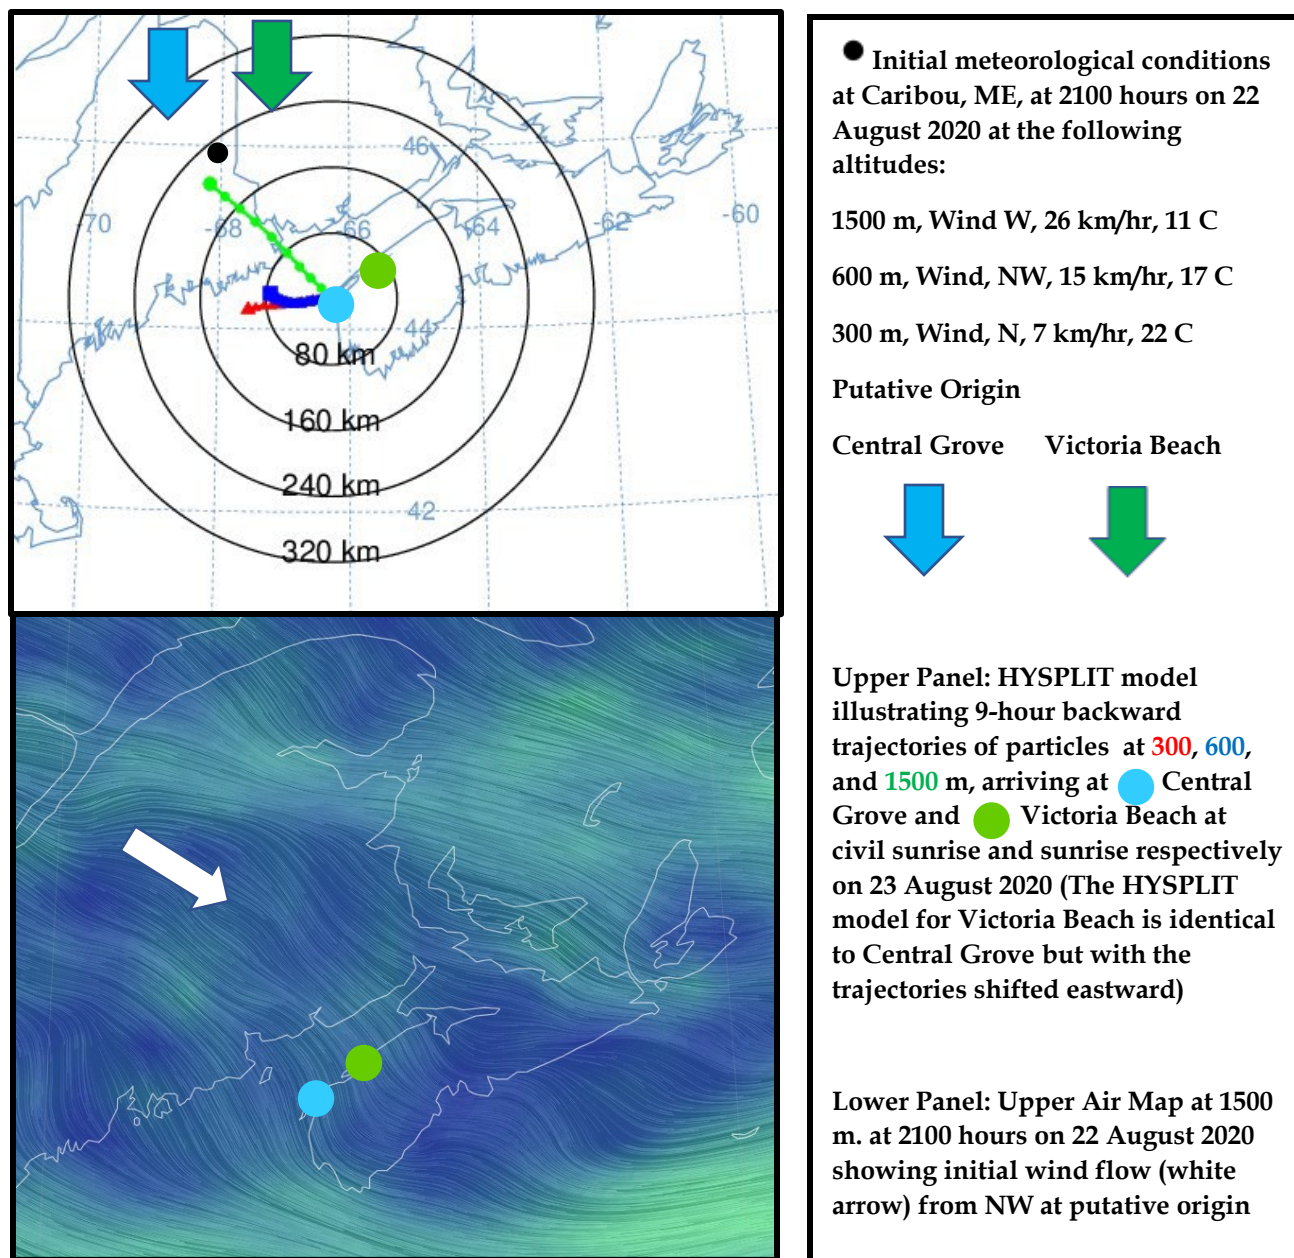 46
-70
-68
-66
-64
-62
-60
44
80 km
160 km
240 km
42
320 km
Initial meteorological conditions
at Caribou, ME, at 2100 hours on 22
August 2020 at the following
altitudes:
1500 m, Wind W, 26 km/hr, 11 C
600 m, Wind, NW, 15 km/hr, 17 C
300 m, Wind, N, 7 km/hr, 22 C
Putative Origin
Central Grove Victoria Beach
Upper Panel: HYSPLIT model
illustrating 9-hour backward
trajectories of particles at 300, 600,
and 1500 m, arriving at Central
Grove and Victoria Beach at
civil sunrise and sunrise respectively
on 23 August 2020 (The HYSPLIT
model for Victoria Beach is identical
to Central Grove but with the
trajectories shifted eastward)
Lower Panel: Upper Air Map at 1500
m. at 2100 hours on 22 August 2020
showing initial wind flow (white
arrow) from NW at putative origin